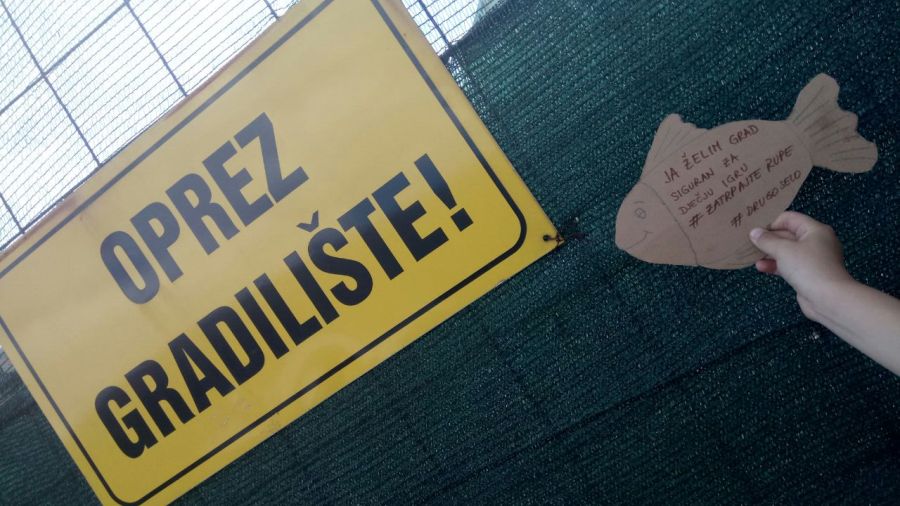 OPREZ
GRADILIŠTE!
JA ŽELIM GRAD
SIGURAN ZA
DJEČJU IGRU
# ZATRPAJTE RUPE
# DRUGO SELO